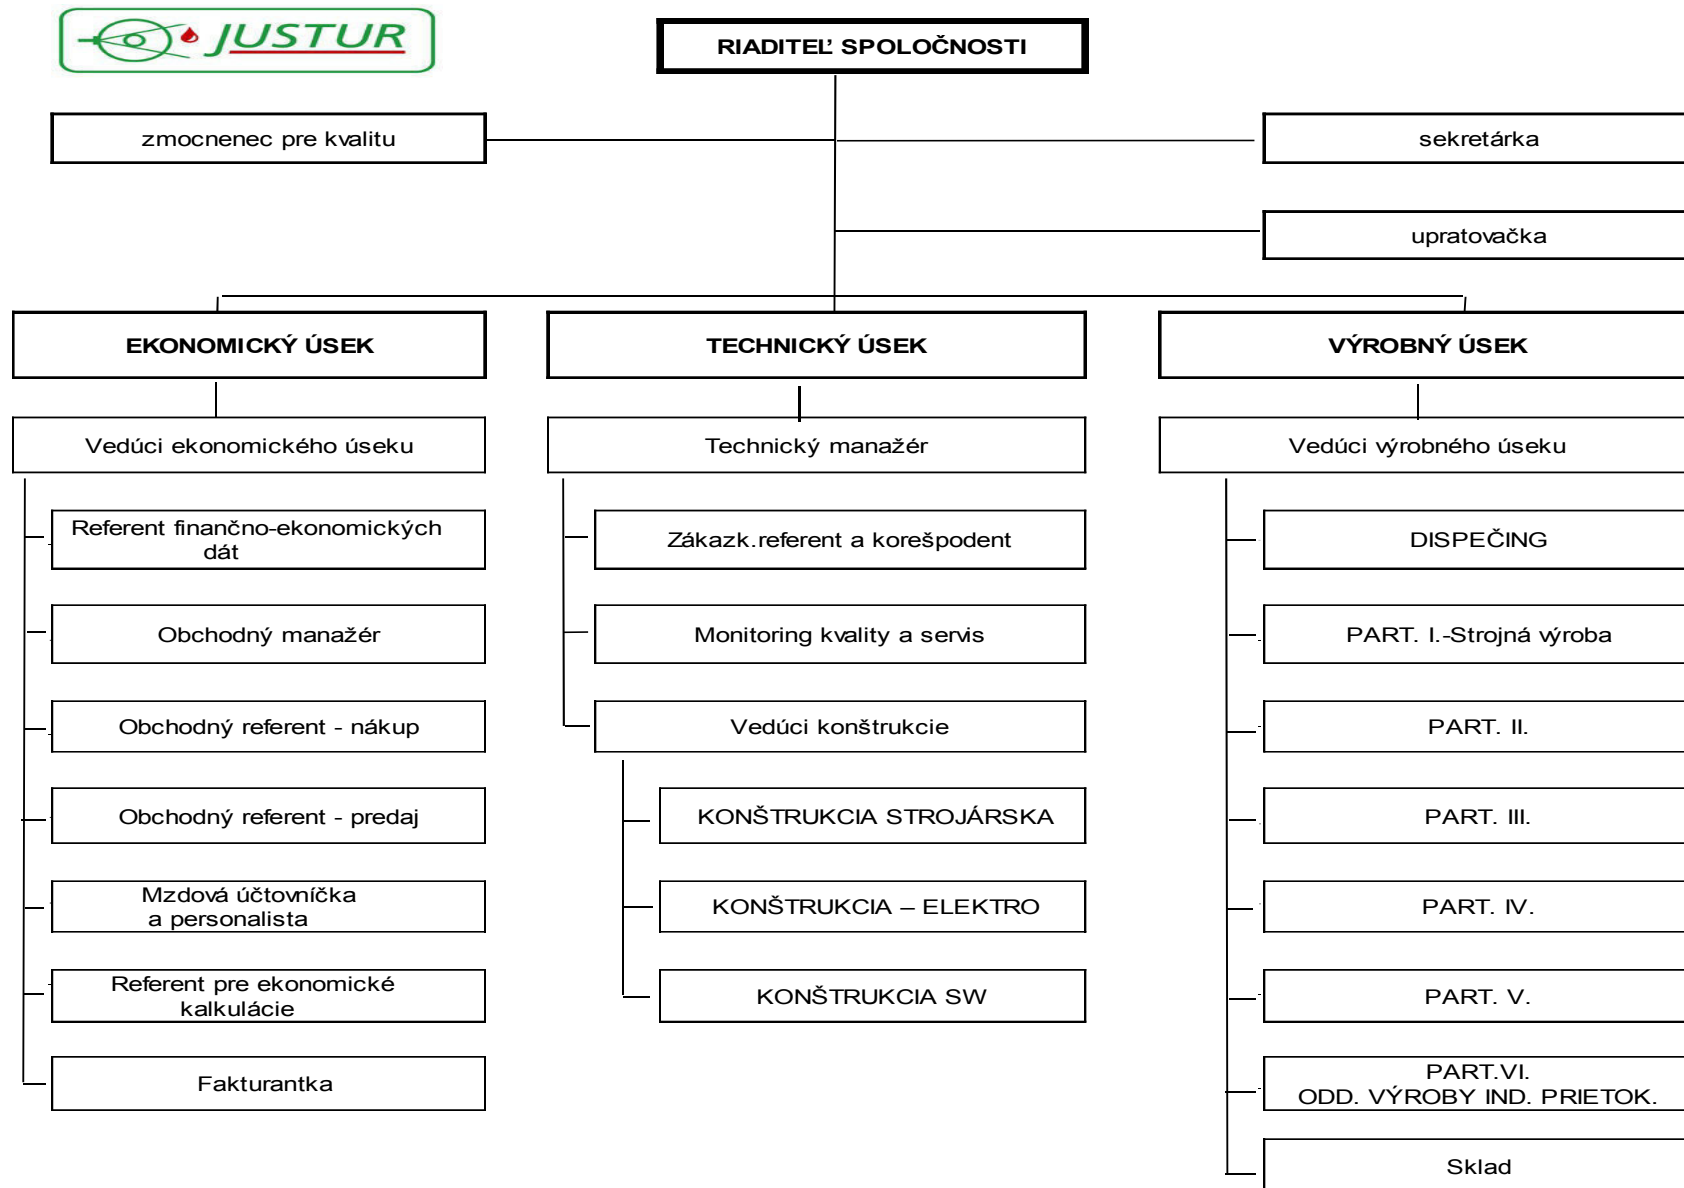 JUSTUR
RIADITEĽ SPOLOČNOSTI
zmocnenec pre kvalitu
sekretárka
upratovačka
EKONOMICKÝ ÚSEK
TECHNICKÝ ÚSEK
VÝROBNÝ ÚSEK
Vedúci ekonomického úseku
Technický manažér
Vedúci výrobného úseku
Referent finančno-ekonomických
dát
Zákazk.referent a korešpodent
DISPEČING
Obchodný manažér
Monitoring kvality a servis
PART. I.-Strojná výroba
Obchodný referent - nákup
Vedúci konštrukcie
PART. II.
Obchodný referent - predaj
KONŠTRUKCIA STROJÁRSKA
PART. III.
Mzdová účtovníčka
a personalista
KONŠTRUKCIA – ELEKTRO
PART. IV.
Referent pre ekonomické
kalkulácie
KONŠTRUKCIA SW
PART. V.
Fakturantka
PART.VI.
ODD. VÝROBY IND. PRIETOK.
Sklad